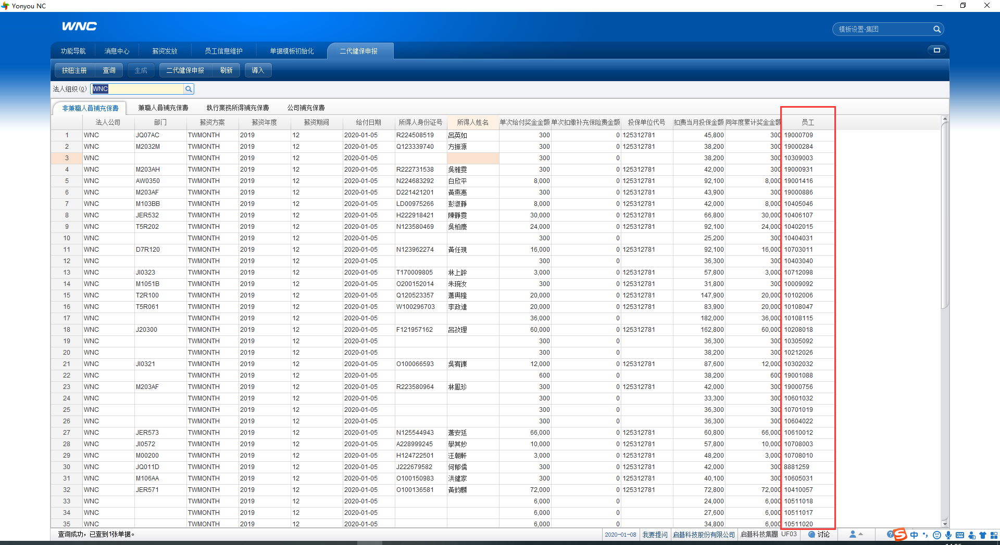 Yonyou NC
WNC
模板设置-集团
功能导航 消息中心 薪资发放 员工信息维护 单据模板初始化 二代健保申报
按钮注册 查询 生成 二代健保申报 刷新 導入
法人组织(O) WNC
非兼職人員補充保費 兼職人員補充保費 執行業務所得補充保費 公司補充保費
法人公司 部门 薪资方案 薪资年度 薪资期间 给付日期 所得人身份证号 所得人姓名 单次给付奖金金额 单次扣缴补充保险费金额 投保单位代号 扣费当月投保金额 同年度累计奖金金额 员工
1 WNC JQ07AC TWMONTH 2019 12 2020-01-05 R224508519 呂英如 300 0 125312781 45,800 300 19000709
2 WNC M2032M TWMONTH 2019 12 2020-01-05 Q123339740 方振源 300 0 125312781 38,200 300 19000284
3 WNC TWMONTH 2019 12 2020-01-05 300 0 38,200 300 10309003
4 WNC M203AH TWMONTH 2019 12 2020-01-05 R222731538 吳雅雯 300 0 125312781 42,000 300 19000931
5 WNC AW0350 TWMONTH 2019 12 2020-01-05 N224683292 白欣平 8,000 0 125312781 92,100 8,000 19001416
6 WNC M203AF TWMONTH 2019 12 2020-01-05 D221421201 黃燕惠 300 0 125312781 43,900 300 19000886
7 WNC M103BB TWMONTH 2019 12 2020-01-05 LD00975266 彭淑靜 8,000 0 125312781 42,000 8,000 10405046
8 WNC JER532 TWMONTH 2019 12 2020-01-05 H222918421 陳靜雯 30,000 0 125312781 66,800 30,000 10406107
9 WNC T5R202 TWMONTH 2019 12 2020-01-05 N123580469 吳柏慶 24,000 0 125312781 92,100 24,000 10402015
10 WNC TWMONTH 2019 12 2020-01-05 300 0 25,200 300 10404031
11 WNC D7R120 TWMONTH 2019 12 2020-01-05 N123962274 黃任現 16,000 0 125312781 92,100 16,000 10703011
12 WNC TWMONTH 2019 12 2020-01-05 300 0 36,300 300 10403040
13 WNC JI0323 TWMONTH 2019 12 2020-01-05 T170009805 林上評 3,000 0 125312781 57,800 3,000 10712098
14 WNC M1051B TWMONTH 2019 12 2020-01-05 O200152014 朱琬汝 300 0 125312781 31,800 300 10009092
15 WNC T2R100 TWMONTH 2019 12 2020-01-05 Q120523357 蕭興隆 20,000 0 125312781 147,900 20,000 10102006
16 WNC T5R061 TWMONTH 2019 12 2020-01-05 W100296703 李政達 20,000 0 125312781 83,900 20,000 10108047
17 WNC TWMONTH 2019 12 2020-01-05 36,000 0 182,000 36,000 10108115
18 WNC J20300 TWMONTH 2019 12 2020-01-05 F121957162 呂孜理 60,000 0 125312781 162,800 60,000 10208018
19 WNC TWMONTH 2019 12 2020-01-05 300 0 36,300 300 10305092
20 WNC TWMONTH 2019 12 2020-01-05 300 0 38,200 300 10212026
21 WNC JI0321 TWMONTH 2019 12 2020-01-05 O100066593 吳宥 12,000 0 125312781 87,600 12,000 10302032
22 WNC TWMONTH 2019 12 2020-01-05 600 0 38,200 600 19001088
23 WNC M203AF TWMONTH 2019 12 2020-01-05 R223580964 林鳳珍 300 0 125312781 42,000 300 19000756
24 WNC TWMONTH 2019 12 2020-01-05 300 0 33,300 300 10601032
25 WNC TWMONTH 2019 12 2020-01-05 300 0 36,300 300 10701019
26 WNC TWMONTH 2019 12 2020-01-05 300 0 36,300 300 10604022
27 WNC JER573 TWMONTH 2019 12 2020-01-05 N125544943 蕭安廷 66,000 0 125312781 60,800 66,000 10610012
28 WNC JI0572 TWMONTH 2019 12 2020-01-05 A228999245 學其妙 10,000 0 125312781 57,800 10,000 10708003
29 WNC M00200 TWMONTH 2019 12 2020-01-05 H124722501 汪朝軒 3,000 0 125312781 48,200 3,000 10708010
30 WNC JQ011D TWMONTH 2019 12 2020-01-05 J222679582 何郁儒 300 0 125312781 42,000 300 8881259
31 WNC M106AA TWMONTH 2019 12 2020-01-05 O100150983 洪健家 300 0 125312781 40,100 300 10605031
32 WNC JER571 TWMONTH 2019 12 2020-01-05 O100136581 黃鈞麟 72,000 0 125312781 72,800 72,000 10410057
33 WNC TWMONTH 2019 12 2020-01-05 6,000 0 24,000 6,000 10511018
34 WNC TWMONTH 2019 12 2020-01-05 6,000 0 27,600 6,000 10511017
35 WNC TWMONTH 2019 12 2020-01-05 6,000 0 34,800 6,000 10511020
查询成功，已查到1张单据。 2020-01-08 我要提问 启碁科技股份有限公司 启碁科技集團 UF03 讨论 中